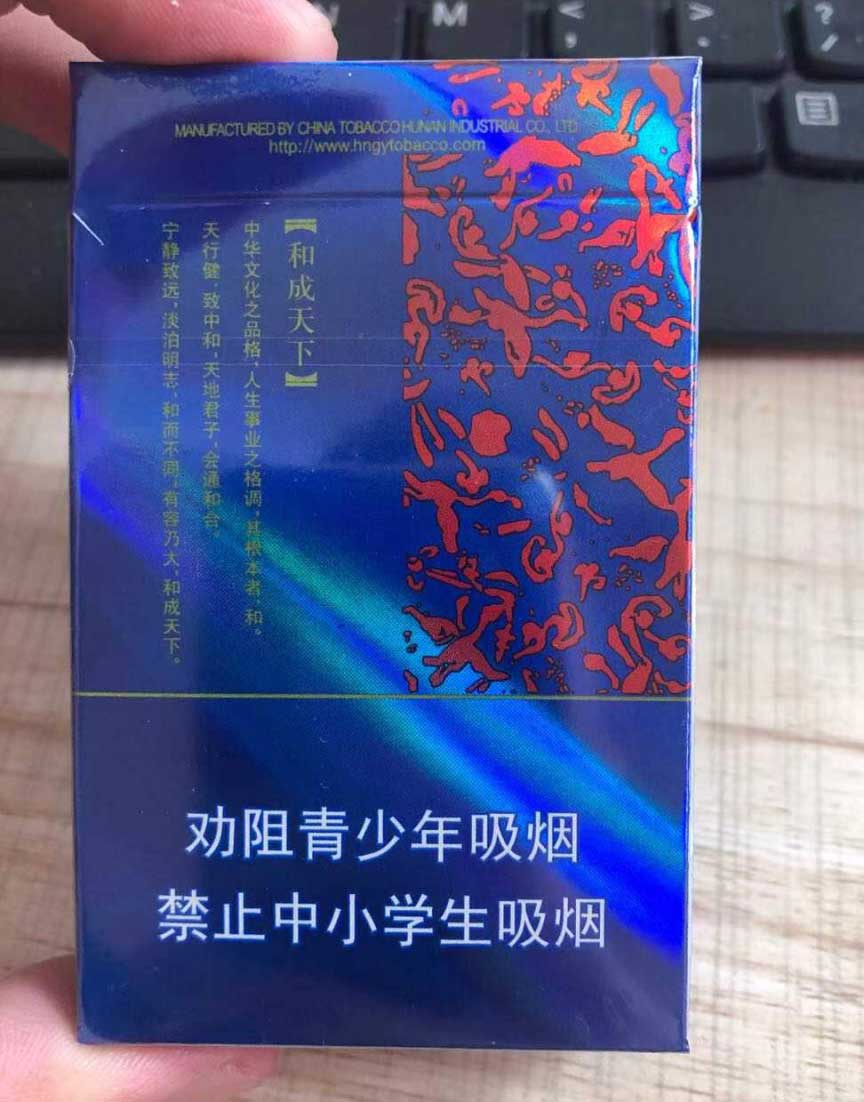 M
MANUFACTURED BY CHINA TOBACCO HUNAN INDUSTRIAL CO., LTD
http://www.hngytobacco.com
【和成天下】
中华文化之品格，人生事业之格调，其根本者，和。
天行健，致中和，天地君子，会通和合。
宁静致远，淡泊明志，和而不同，有容乃大，和成天下。
劝阻青少年吸烟
禁止中小学生吸烟